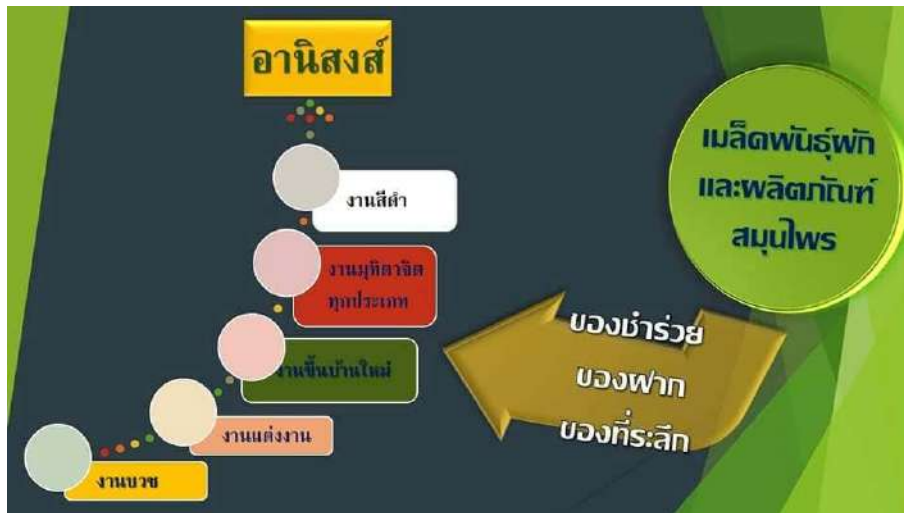 อานิสงส์
งานสีดำ
งานมุทิตาจิต
ทุกประเภท
งานขึ้นบ้านใหม่
งานแต่งงาน
งานบวช
เมล็ดพันธุ์ผัก
และผลิตภัณฑ์
สมุนไพร
ของชำร่วย
ของฝาก
ของที่ระลึก